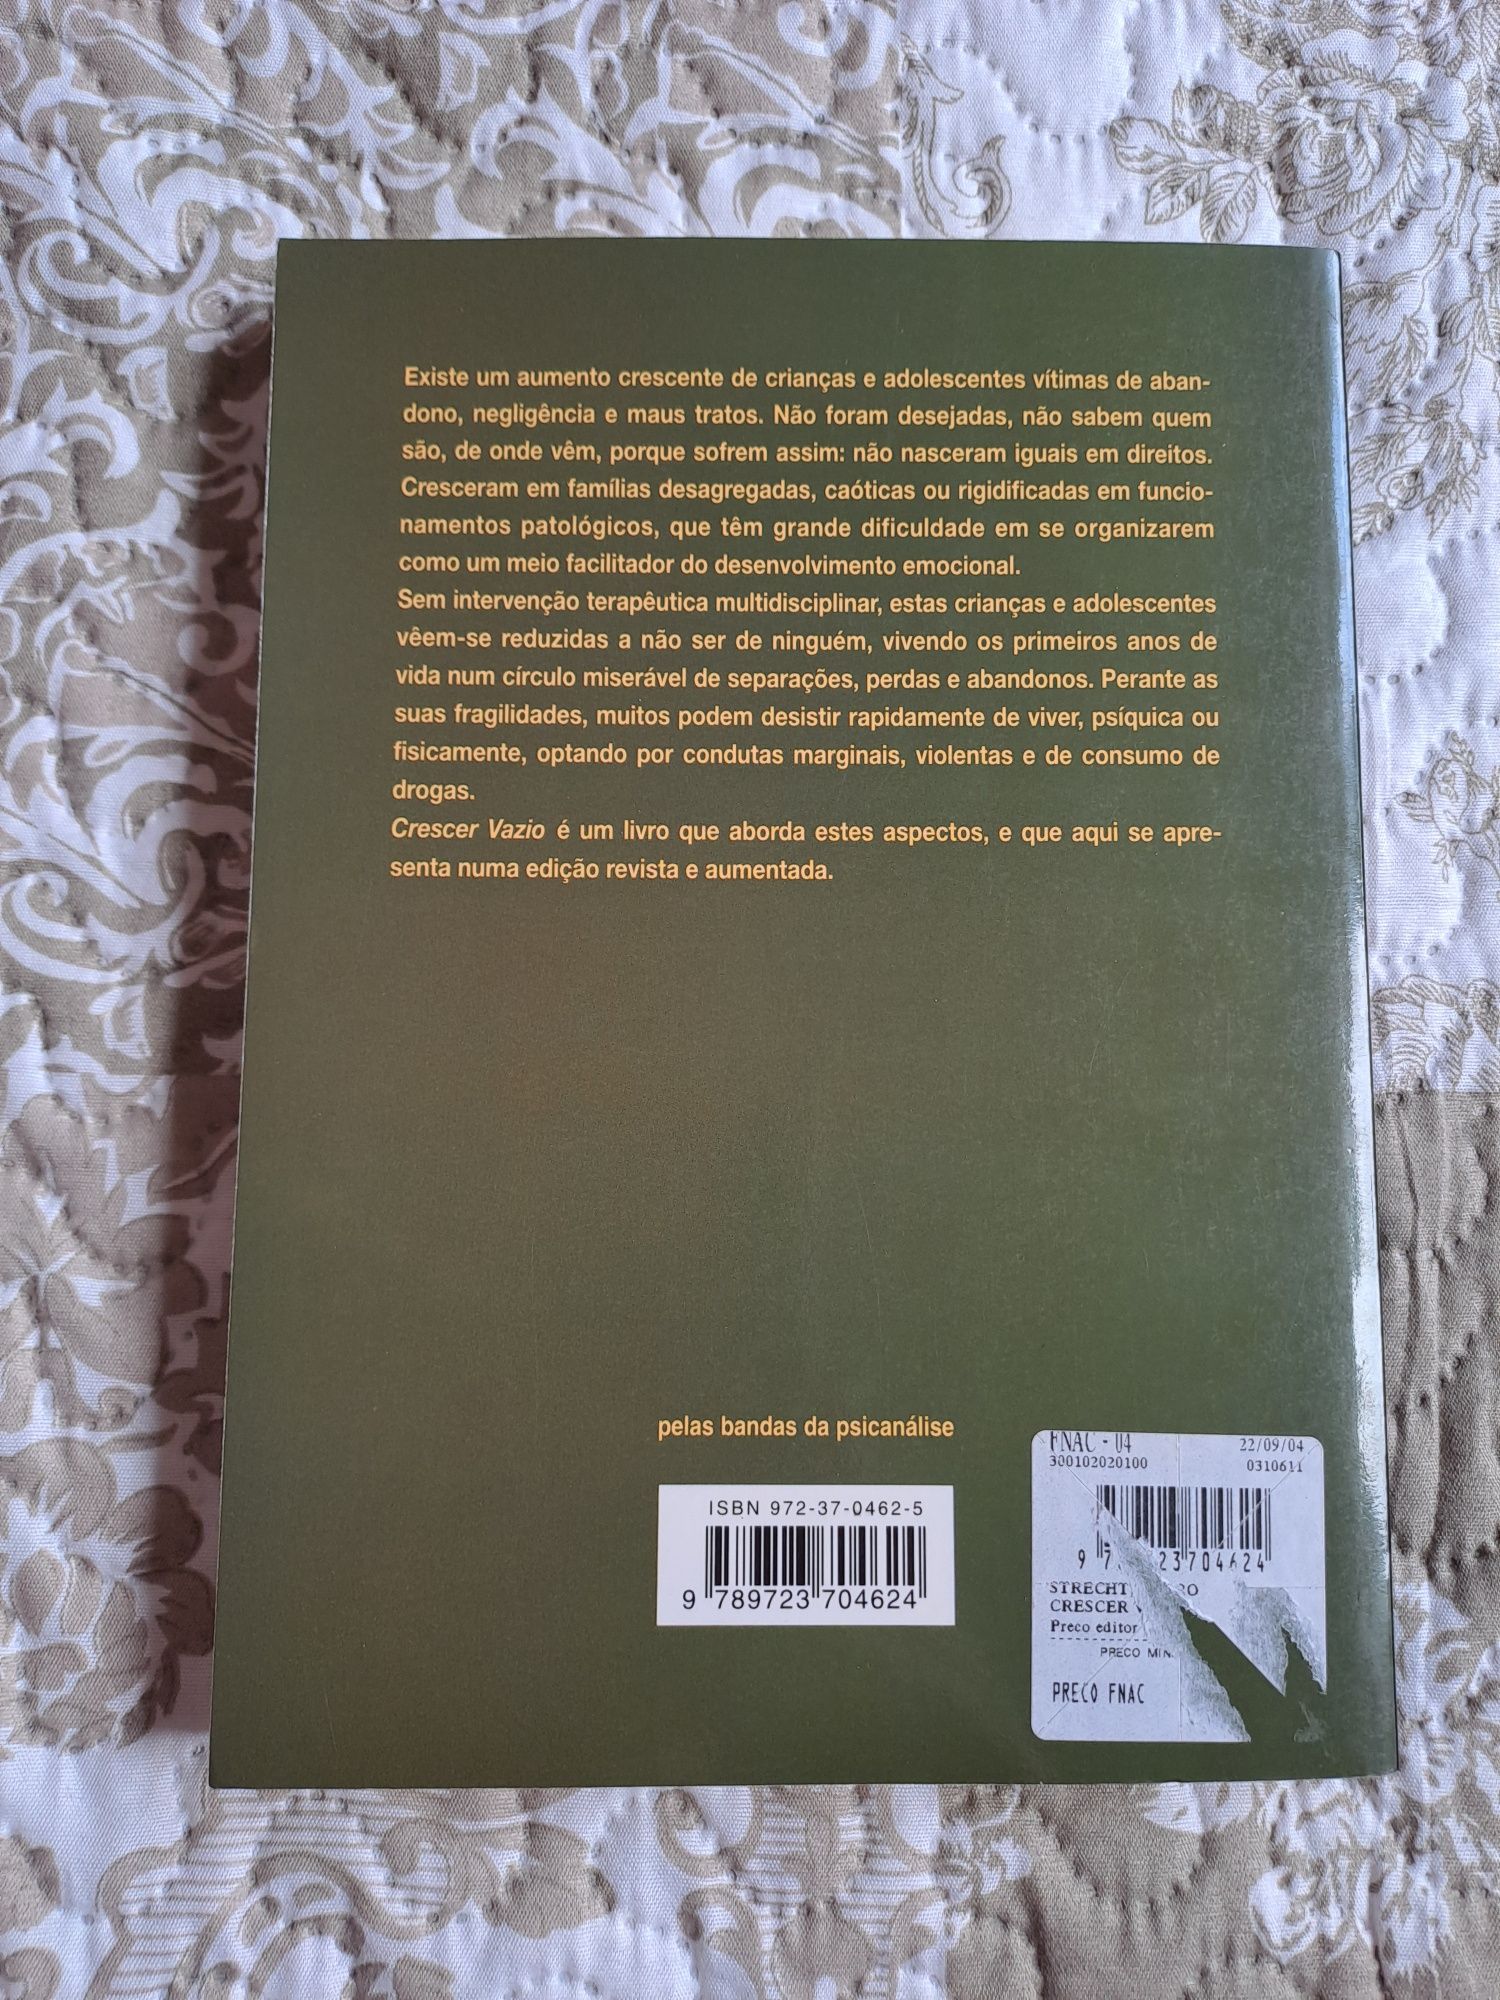 Existe um aumento crescente de crianças e adolescentes vítimas de aban-
dono, negligência e maus tratos. Não foram desejadas, não sabem quem
são, de onde vêm, porque sofrem assim: não nasceram iguais em direitos.
Cresceram em famílias desagregadas, caóticas ou rigidificadas em funcio-
namentos patológicos, que têm grande dificuldade em se organizarem
como um meio facilitador do desenvolvimento emocional.
Sem intervenção terapêutica multidisciplinar, estas crianças e adolescentes
vêem-se reduzidas a não ser de ninguém, vivendo os primeiros anos de
vida num círculo miserável de separações, perdas e abandonos. Perante as
suas fragilidades, muitos podem desistir rapidamente de viver, psíquica ou
fisicamente, optando por condutas marginais, violentas e de consumo de
drogas.
Crescer Vazio é um livro que aborda estes aspectos, e que aqui se apre-
senta numa edição revista e aumentada.
pelas bandas da psicanálise
ISBN 972-37-0462-5
9 789723 704624
FNAC - 04 22/09/04
300102020100 0310611
9 7 23 704624
STRECHT, RO
CRESCER
Preco editor
PRECO MIN.
PRECO FNAC